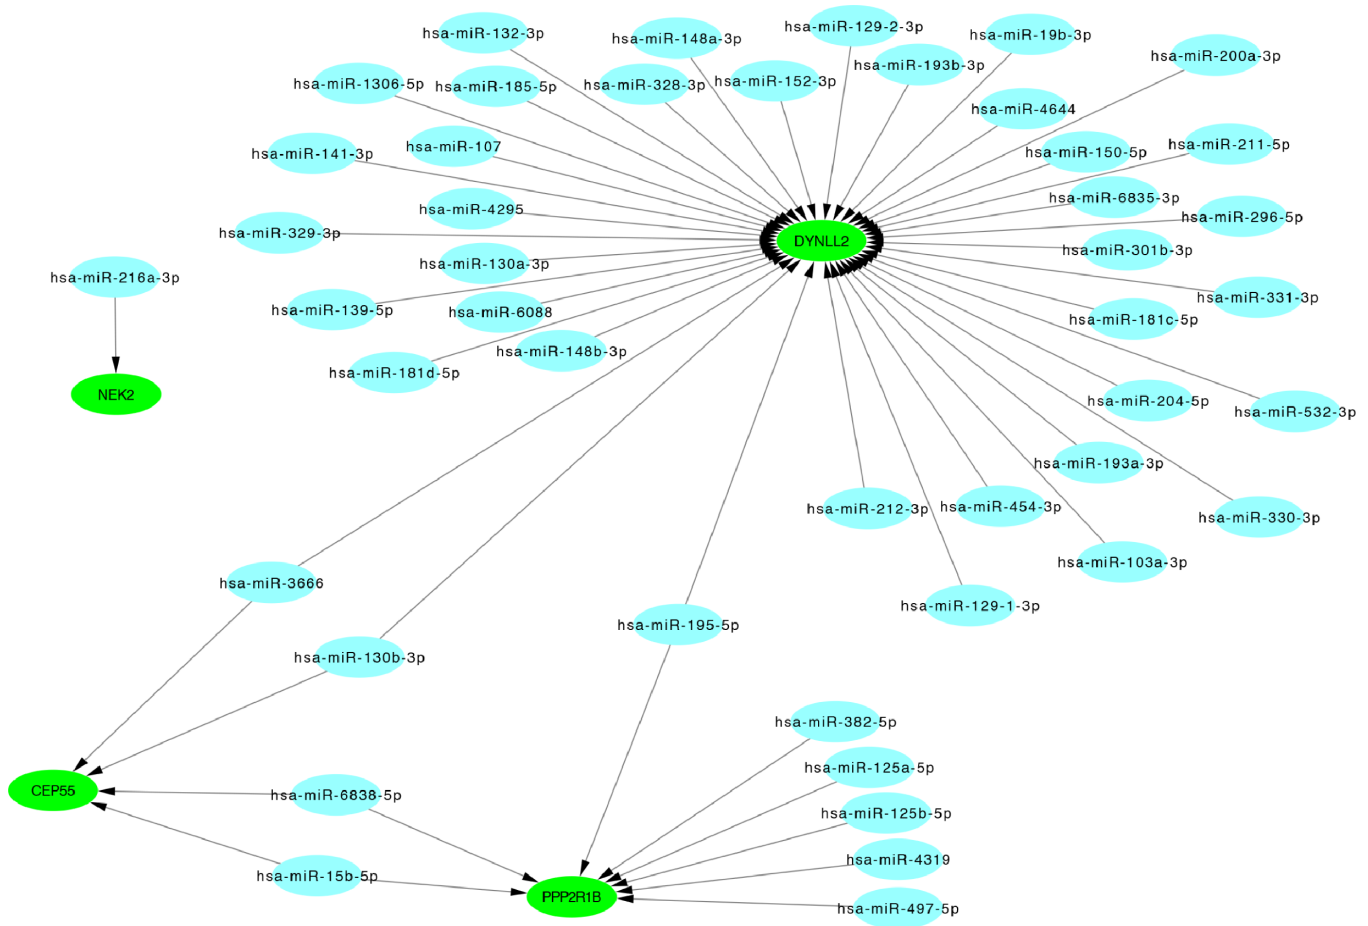 hsa-miR-129-2-3p
hsa-miR-132-3p
hsa-miR-148a-3p
hsa-miR-19b-3p
hsa-miR-200a-3p
hsa-miR-193b-3p
hsa-miR-1306-5p
hsa-miR-185-5p
hsa-miR-328-3p
hsa-miR-152-3p
hsa-miR-4644
hsa-miR-141-3p
hsa-miR-107
hsa-miR-150-5p
hsa-miR-211-5p
hsa-miR-6835-3p
hsa-miR-4295
hsa-miR-296-5p
hsa-miR-329-3p
DYNLL2
hsa-miR-301b-3p
hsa-miR-130a-3p
hsa-miR-216a-3p
hsa-miR-331-3p
hsa-miR-139-5p
hsa-miR-6088
hsa-miR-181c-5p
hsa-miR-148b-3p
hsa-miR-181d-5p
NEK2
hsa-miR-204-5p
hsa-miR-532-3p
hsa-miR-193a-3p
hsa-miR-212-3p
hsa-miR-454-3p
hsa-miR-330-3p
hsa-miR-103a-3p
hsa-miR-3666
hsa-miR-129-1-3p
hsa-miR-195-5p
hsa-miR-130b-3p
hsa-miR-382-5p
hsa-miR-125a-5p
CEP55
hsa-miR-6838-5p
hsa-miR-125b-5p
hsa-miR-4319
hsa-miR-15b-5p
PPP2R1B
hsa-miR-497-5p